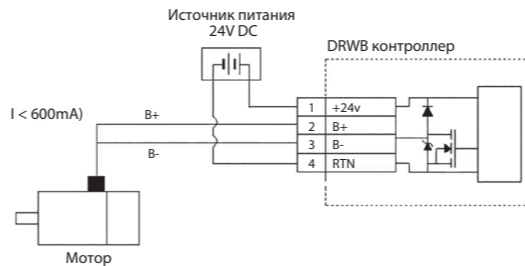 Источник питания
24V DC
DRWB контроллер
I < 600mA)
B+
B-
1 +24v
2 B+
3 B-
4 RTN
Мотор